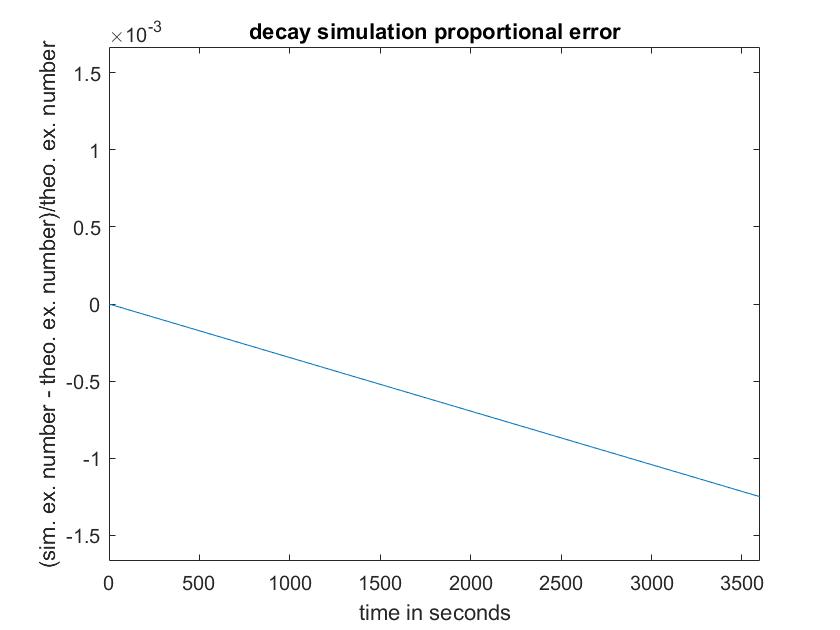 ×10-3
decay simulation proportional error
(sim. ex. number - theo. ex. number)/theo. ex. number
1.5
1
0.5
0
-0.5
-1
-1.5
0 500 1000 1500 2000 2500 3000 3500
time in seconds